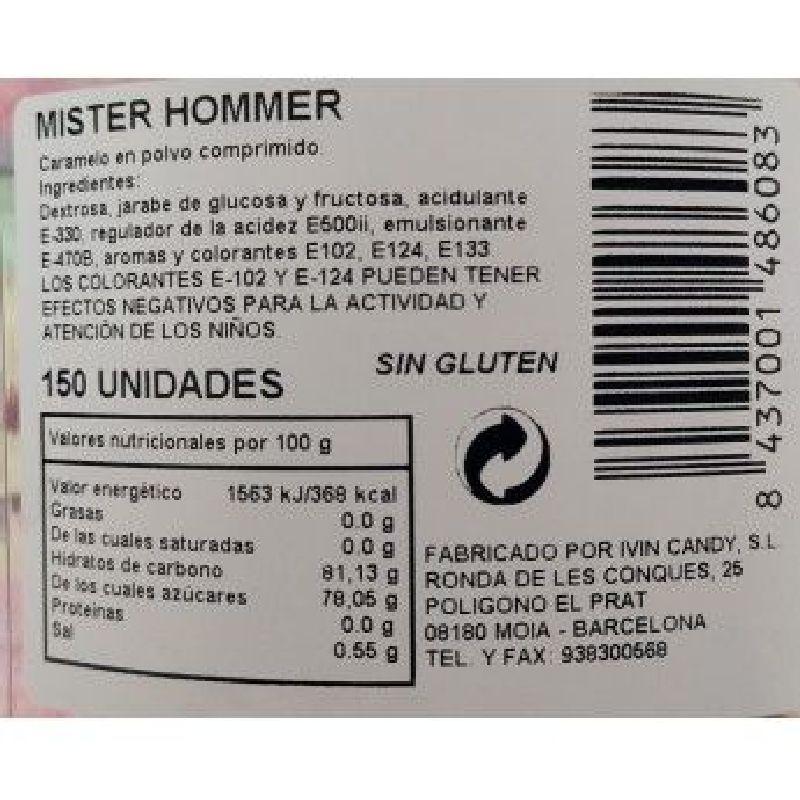 MISTER HOMMER
Caramelo en polvo comprimido.
Ingredientes:
Dextrosa, jarabe de glucosa y fructosa, acidulante
E-330, regulador de la acidez E500ii, emulsionante
E-470B, aromas y colorantes E102, E124, E133
LOS COLORANTES E-102 Y E-124 PUEDEN TENER
EFECTOS NEGATIVOS PARA LA ACTIVIDAD Y
ATENCIÓN DE LOS NIÑOS.
SIN GLUTEN
150 UNIDADES
Valores nutricionales por 100 g
Valor energético 1563 kJ/368 kcal
Grasas 0.0 g
De las cuales saturadas 0.0 g
Hidratos de carbono 81,13 g
De los cuales azúcares 78,05 g
Proteinas 0.0 g
Sal 0.55 g
FABRICADO POR IVIN CANDY, S.L
RONDA DE LES CONQUES, 25
POLIGONO EL PRAT
08180 MOIA - BARCELONA
TEL. Y FAX: 938300568
8 437001 486083